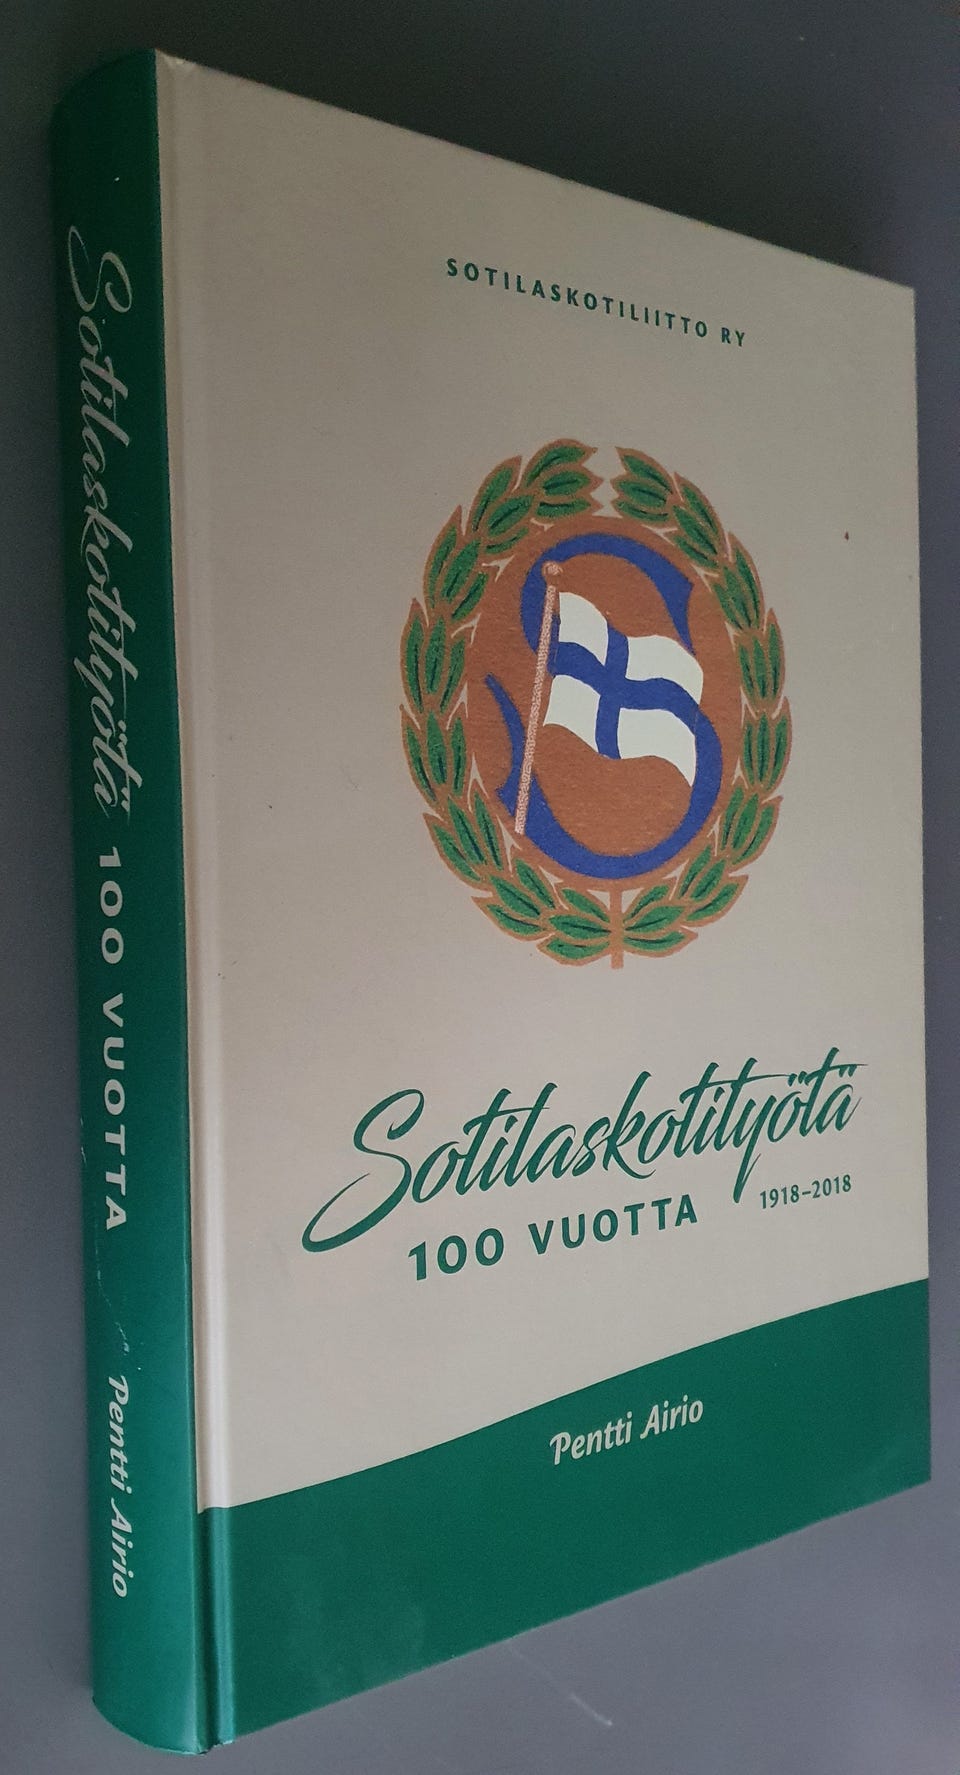 SOTILASKOTILIITTO RY
S
Sotilaskotityötä
100 VUOTTA
1918–2018
Pentti Airio
Sotilaskotityötä 100 VUOTTA
Pentti Airio